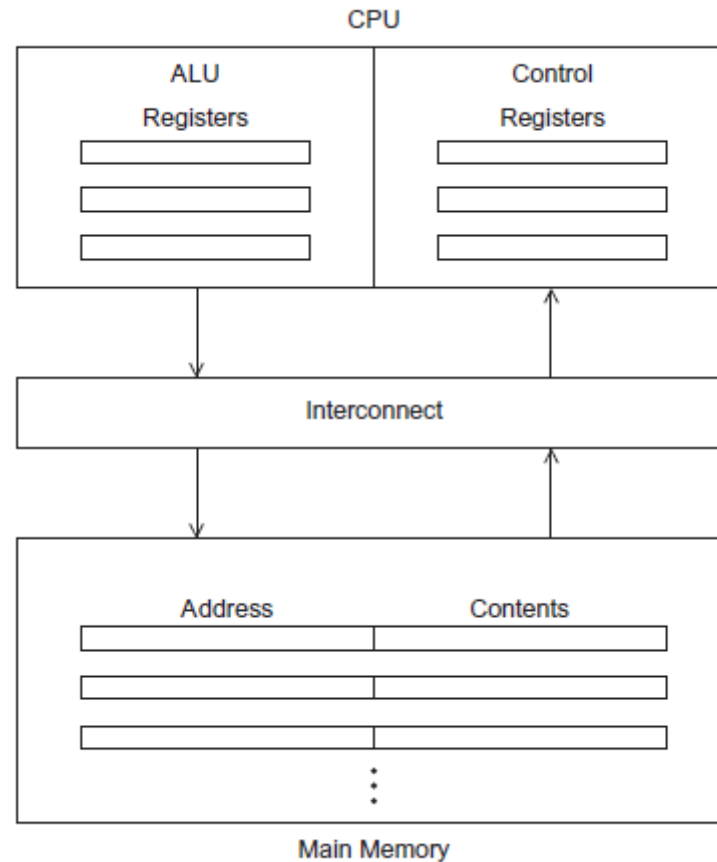 CPU
ALU Control
Registers Registers
Interconnect
Address Contents
Main Memory